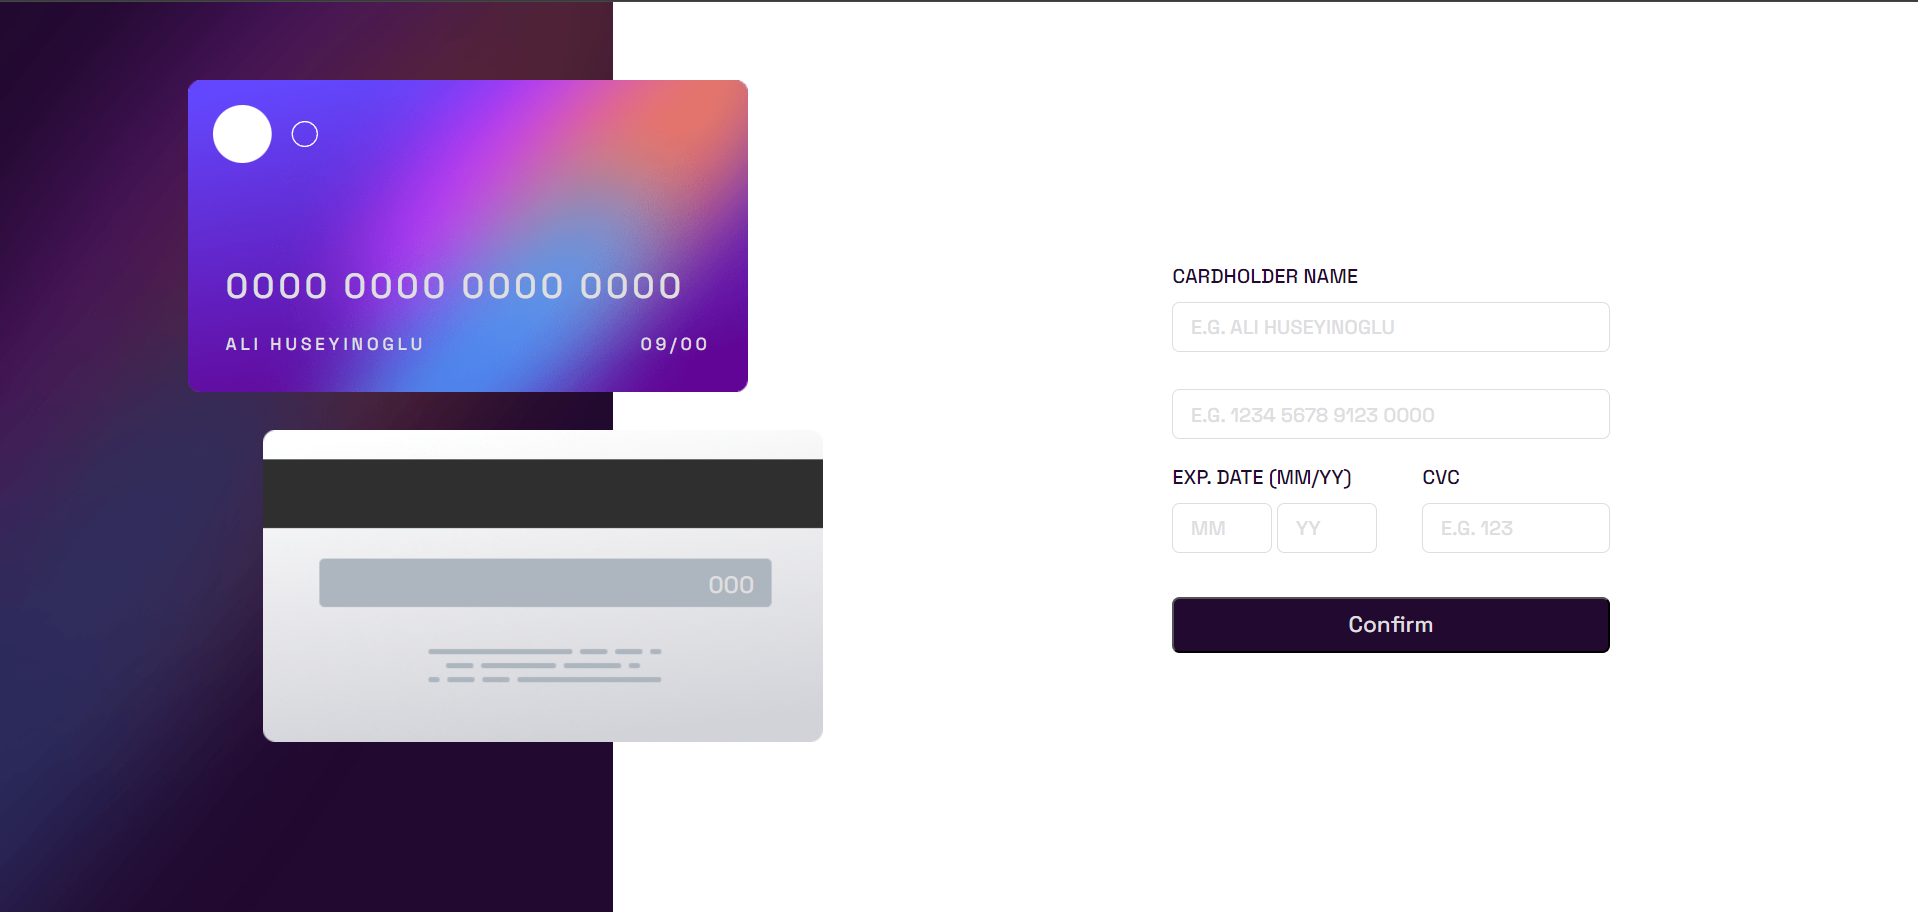 0000 0000 0000 0000
ALI HUSEYINOGLU 09/00
000
CARDHOLDER NAME
E.G. ALI HUSEYINOGLU
E.G. 1234 5678 9123 0000
EXP. DATE (MM/YY) CVC
MM YY E.G. 123
Confirm